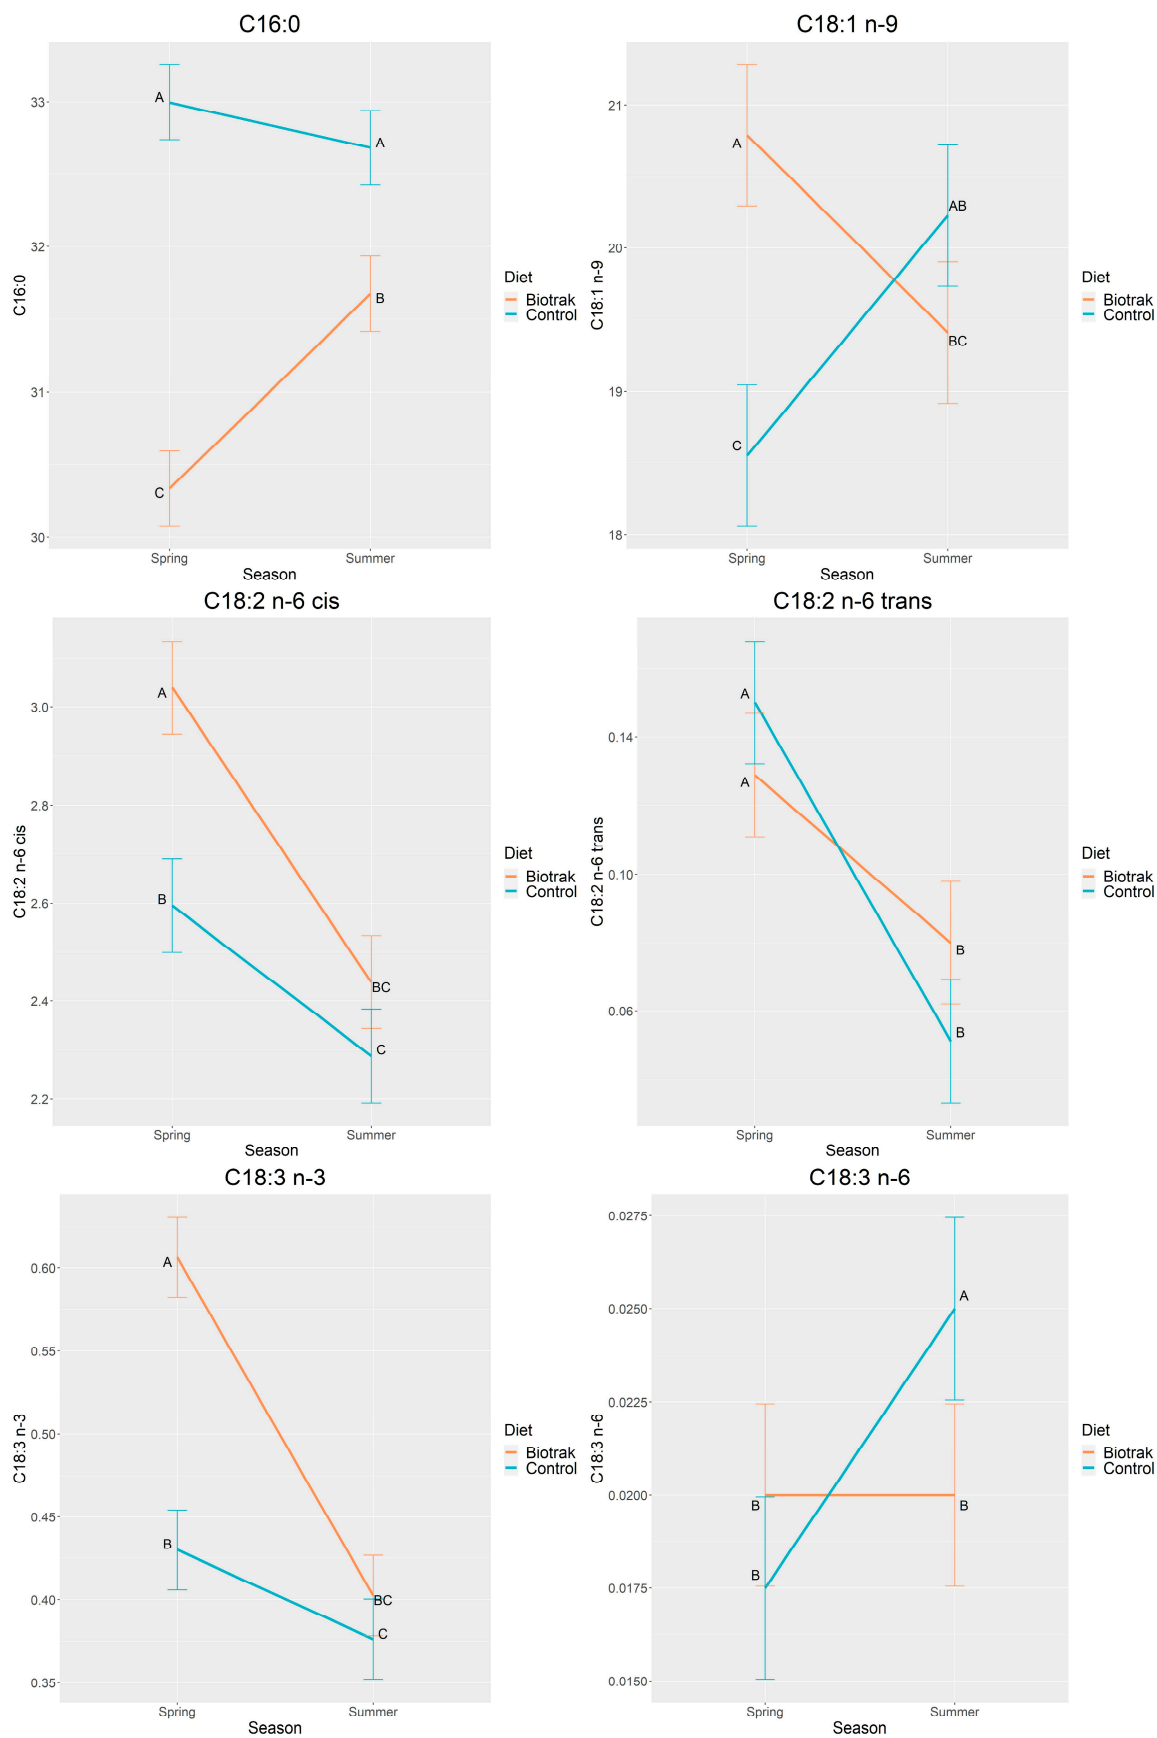 C16:0
33
32
31
30
C16:0
A
A
B
C
Spring
Summer
Season
Diet
Biotrak
Control
C18:1 n-9
21
20
19
18
C18:1 n-9
A
AB
BC
C
Spring
Summer
Season
Diet
Biotrak
Control
C18:2 n-6 cis
3.0
2.8
2.6
2.4
2.2
C18:2 n-6 cis
A
B
BC
C
Spring
Summer
Season
Diet
Biotrak
Control
C18:2 n-6 trans
0.14
0.10
0.06
C18:2 n-6 trans
A
A
B
B
Spring
Summer
Season
Diet
Biotrak
Control
C18:3 n-3
0.60
0.55
0.50
0.45
0.40
0.35
C18:3 n-3
A
B
BC
C
Spring
Summer
Season
Diet
Biotrak
Control
C18:3 n-6
0.0275
0.0250
0.0225
0.0200
0.0175
0.0150
C18:3 n-6
A
B
B
B
Spring
Summer
Season
Diet
Biotrak
Control